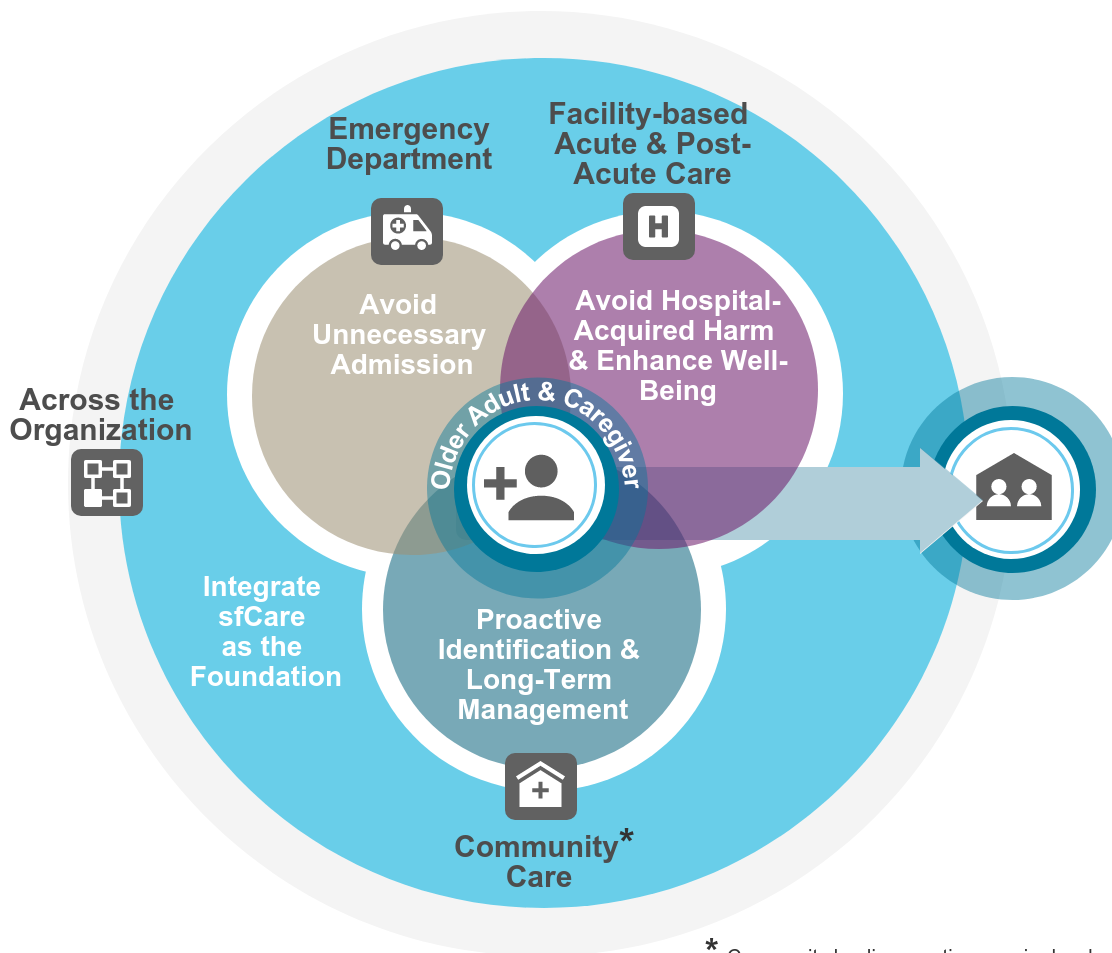 Emergency
Department
Facility-based
Acute & Post-
Acute Care
H
Avoid
Unnecessary
Admission
Avoid Hospital-
Acquired Harm
& Enhance Well-
Being
Older Adult & Caregiver
Across the
Organization
Integrate
sfCare
as the
Foundation
Proactive
Identification &
Long-Term
Management
Community*
Care
*